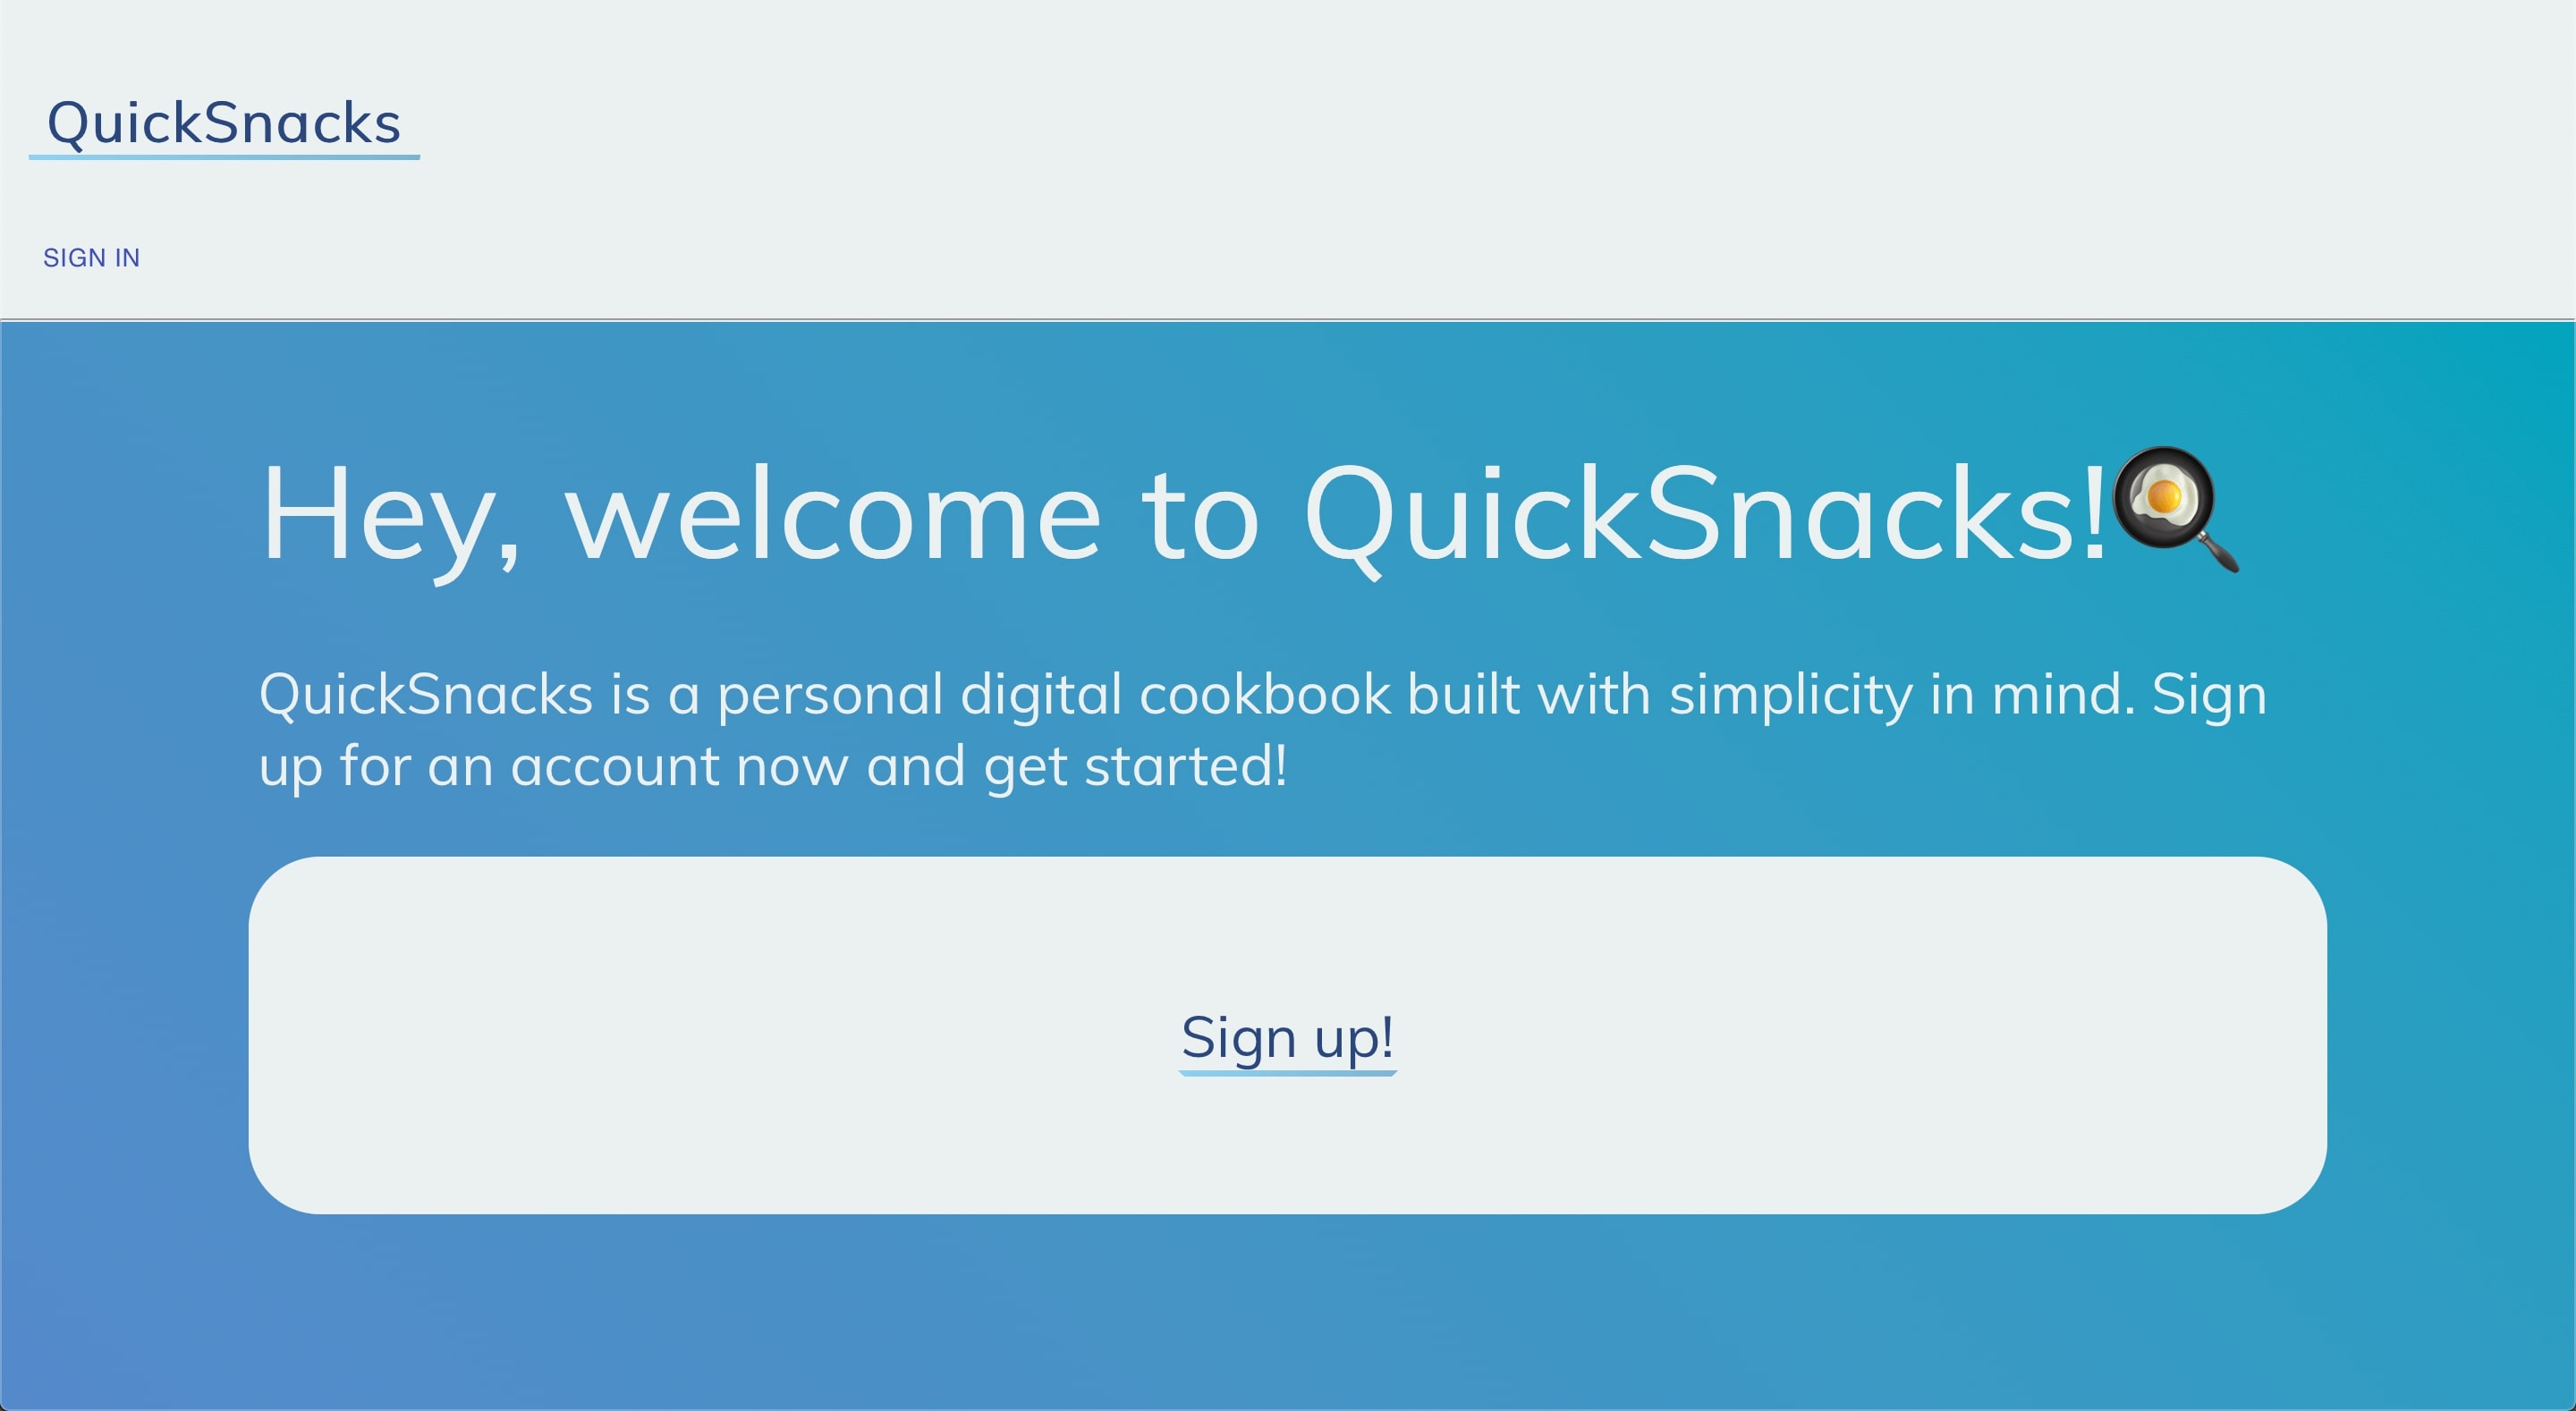 QuickSnacks
SIGN IN
Hey, welcome to QuickSnacks!🍳
QuickSnacks is a personal digital cookbook built with simplicity in mind. Sign
up for an account now and get started!
Sign up!